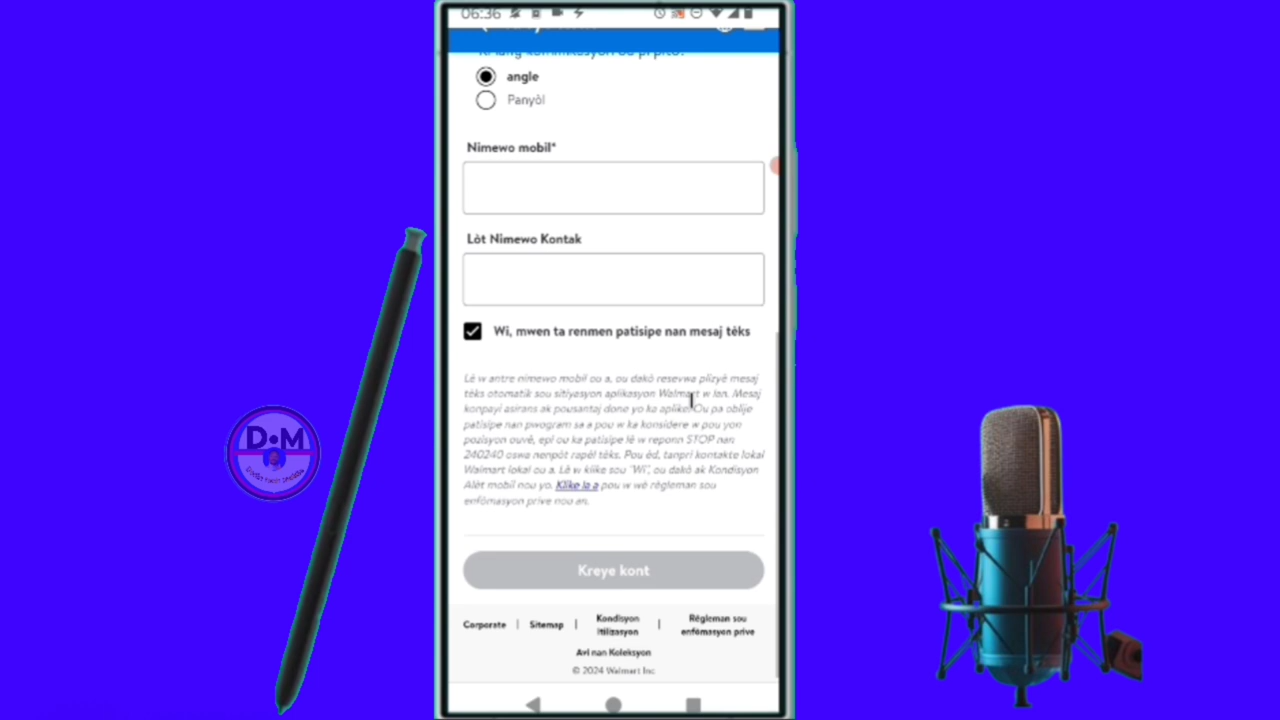 06:36
angle
Panyòl
Nimewo mobil*
Lòt Nimewo Kontak
Wi, mwen ta renmen patisipe nan mesaj tèks
Lè w antre nimewo mobil ou a, ou dakò resevwa plizyè mesaj
tèks otomatik sou sitiyasyon aplikasyon Walmart w lan. Mesaj
konpayi asirans ak pousantaj done yo ka aplike. Ou pa oblije
patisipe nan pwogram sa a pou w ka konsidere w pou yon
pozisyon ouvè, epi ou ka patisipe lè w reponn STOP nan
240240 oswa nenpòt rapèl tèks. Pou èd, tanpri kontakte lokal
Walmart lokal ou a. Lè w klike sou "Wi", ou dakò ak Kondisyon
Alèt mobil nou yo. Klike la a pou w wè règleman sou
enfòmasyon prive nou an.
Kreye kont
Corporate | Sitemap | Kondisyon Itilizasyon | Règleman sou enfòmasyon prive
Avi nan Koleksyon
© 2024 Walmart Inc
D•M